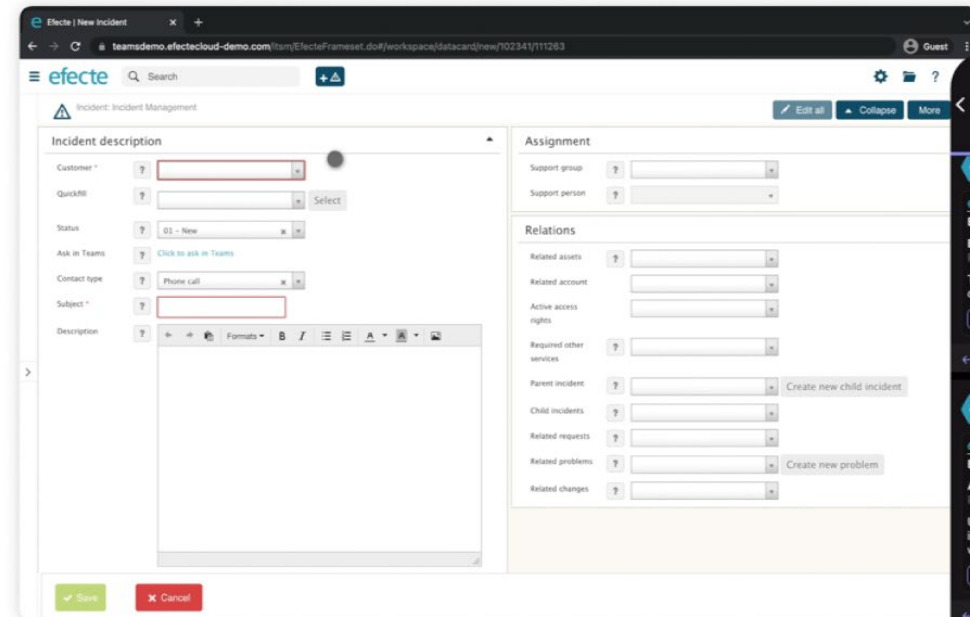 Efecte | New Incident
teamsdemo.efectecloud-demo.com/itsm/EfecteFrameset.do#/workspace/datacard/new/102341/111263
Guest
efecte
Search
Incident: Incident Management
Edit all
Collapse
More
Incident description
Customer *
?
Quickfill
?
Select
Status
?
01 - New
Ask in Teams
?
Click to ask in Teams
Contact type
?
Phone call
Subject *
?
Description
?
Formats
B
I
A
A
Assignment
Support group
?
Support person
?
Relations
Related assets
?
Related account
Active access
rights
Required other
services
?
Parent incident
?
Create new child incident
Child incidents
?
Related requests
?
Related problems
?
Create new problem
Related changes
?
Save
Cancel